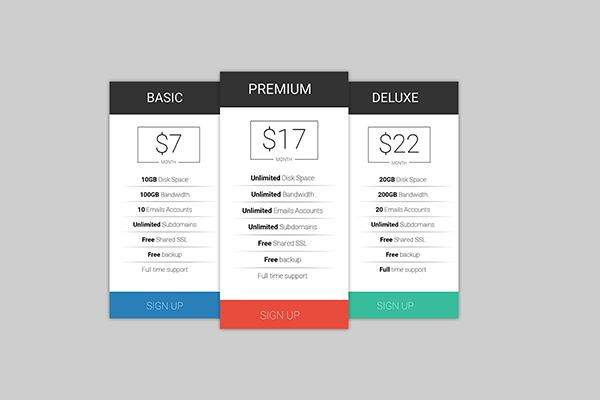 BASIC
$7
MONTH
10GB Disk Space
100GB Bandwidth
10 Emails Accounts
Unlimited Subdomains
Free Shared SSL
Free backup
Full time support
SIGN UP
PREMIUM
$17
MONTH
Unlimited Disk Space
Unlimited Bandwidth
Unlimited Emails Accounts
Unlimited Subdomains
Free Shared SSL
Free backup
Full time support
SIGN UP
DELUXE
$22
MONTH
20GB Disk Space
200GB Bandwidth
20 Emails Accounts
Unlimited Subdomains
Free Shared SSL
Free backup
Full time support
SIGN UP